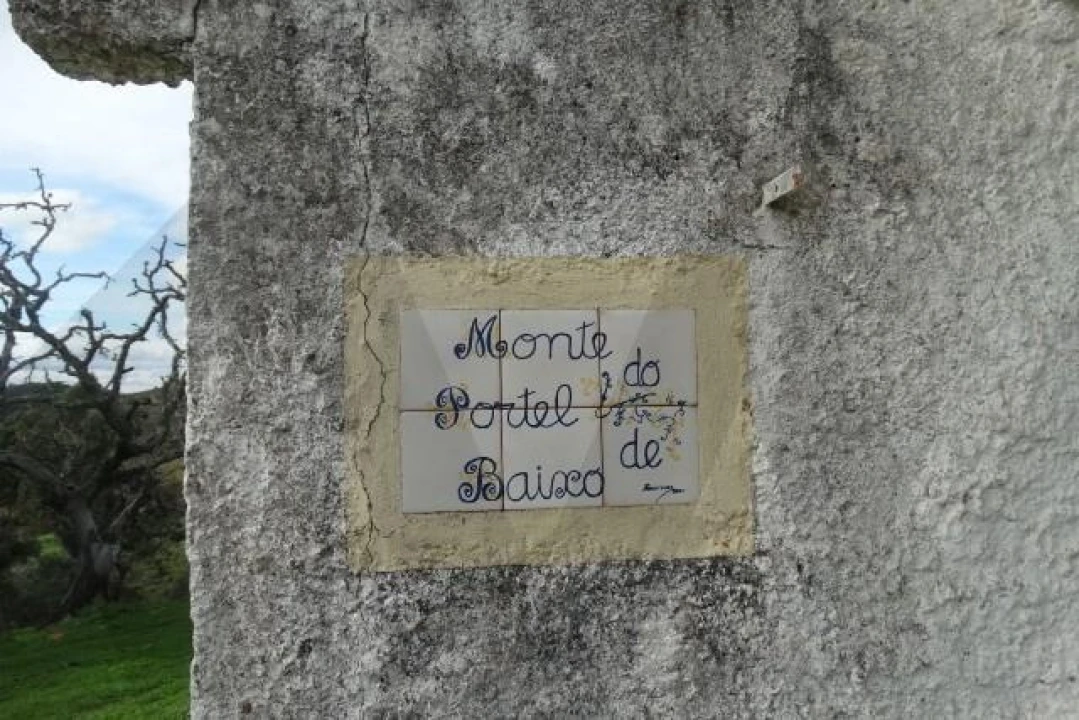 Monte do
Portel de
Baixo